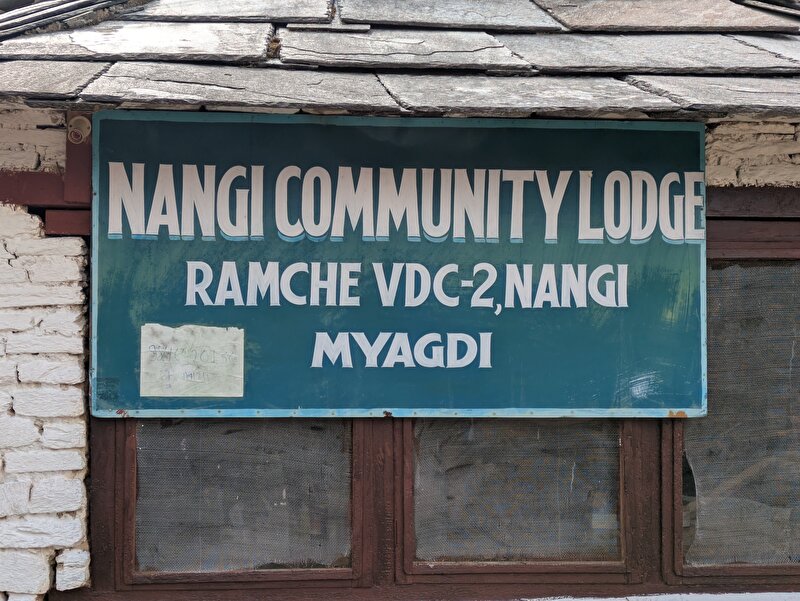 NANGI COMMUNITY LODGE
RAMCHE VDC-2, NANGI
MYAGDI